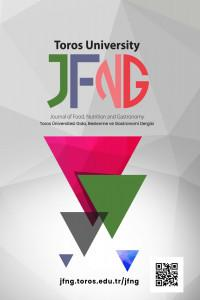 Toros University
JFNG
Journal of Food, Nutrition and Gastronomy
Toros Üniversitesi Gıda, Beslenme ve Gastronomi Dergisi
jfng.toros.edu.tr/jfng